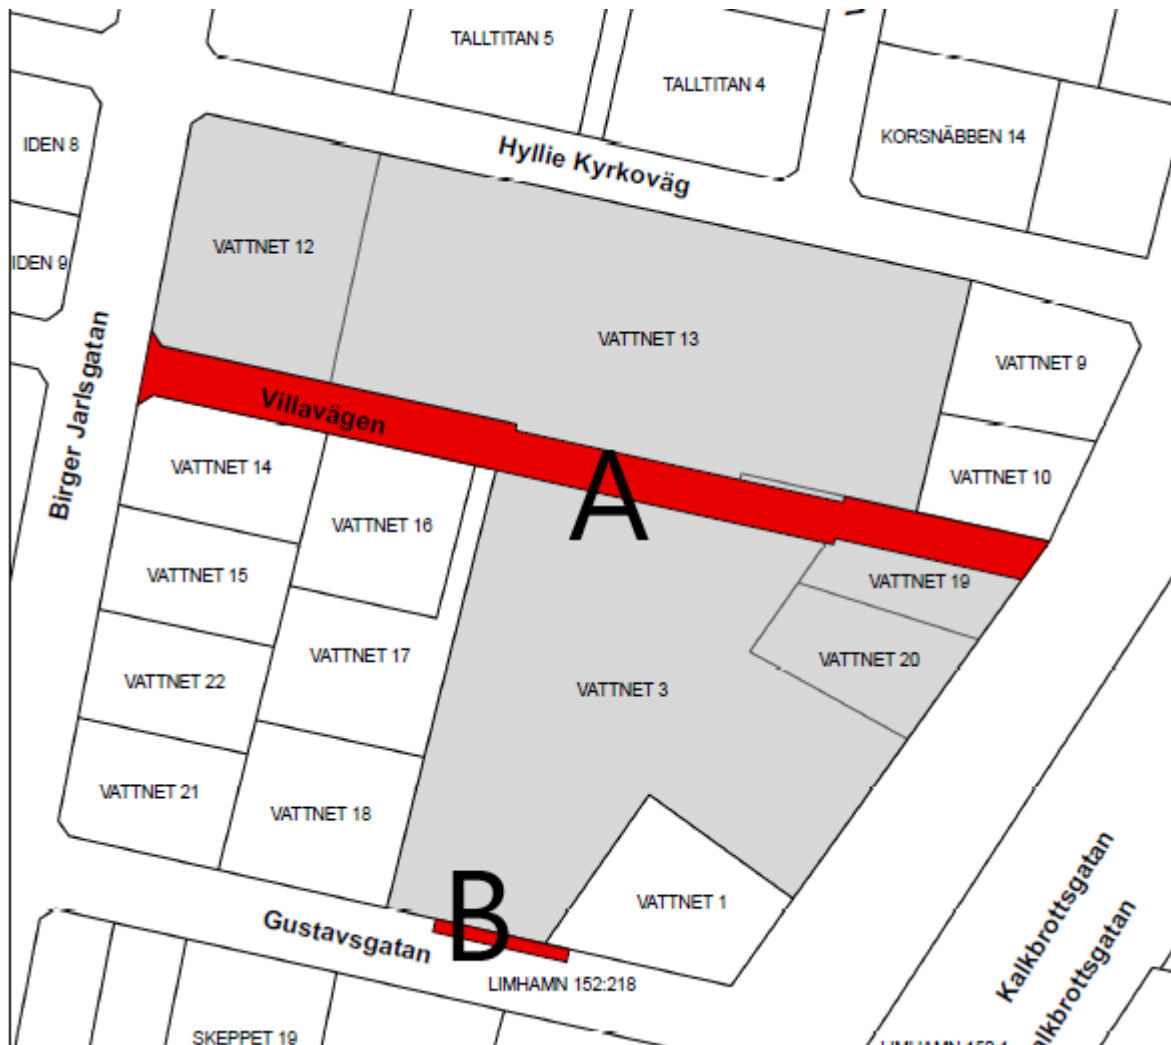 TALLTITAN 5
TALLTITAN 4
KORSNÄBBEN 14
IDEN 8
Hyllie Kyrkoväg
VATTNET 12
IDEN 9
VATTNET 13
VATTNET 9
Birger Jarlsgatan
Villavägen
VATTNET 14
VATTNET 10
A
VATTNET 16
VATTNET 15
VATTNET 19
VATTNET 17
VATTNET 20
VATTNET 22
VATTNET 3
VATTNET 21
VATTNET 18
Kalkbrottsgatan
VATTNET 1
B
Gustavsgatan
LIMHAMN 152:218
SKEPPET 19